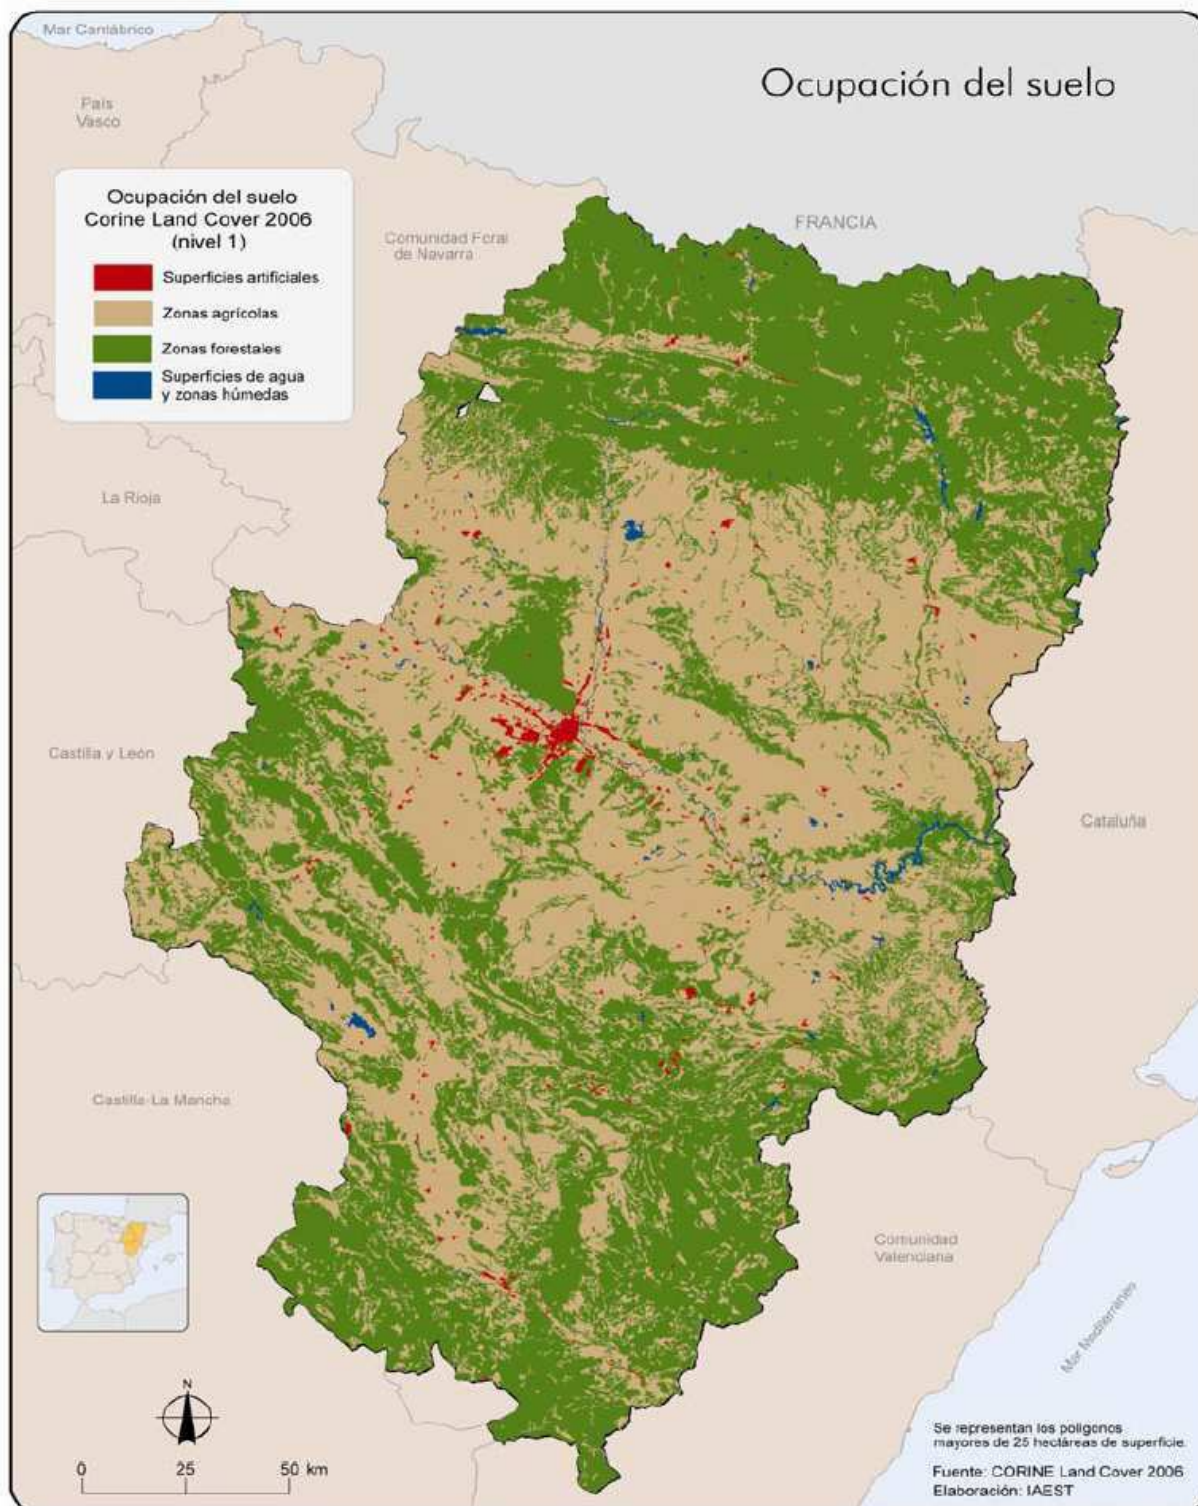 Mar Cantábrico
Ocupación del suelo
País
Vasco
Ocupación del suelo
Corine Land Cover 2006
(nivel 1)
Superficies artificiales
Zonas agrícolas
Zonas forestales
Superficies de agua
y zonas húmedas
FRANCIA
Comunidad Foral
de Navarra
La Rioja
Castilla y León
Cataluña
Castilla-La Mancha
Comunidad
Valenciana
Mar Mediterráneo
N
0 25 50 km
Se representan los polígonos
mayores de 25 hectáreas de superficie.
Fuente: CORINE Land Cover 2006
Elaboración: IAEST